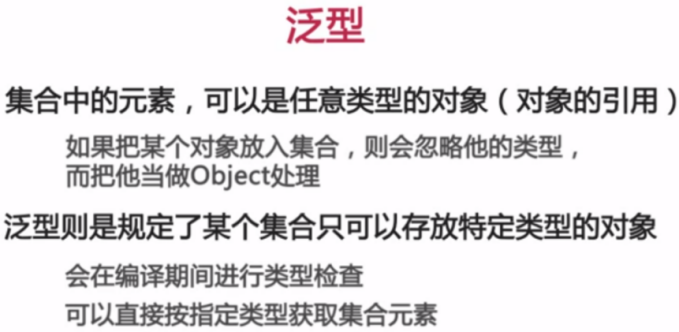 泛型
集合中的元素，可以是任意类型的对象（对象的引用）
如果把某个对象放入集合，则会忽略他的类型，
而把他当做Object处理
泛型则是规定了某个集合只可以存放特定类型的对象
会在编译期间进行类型检查
可以直接按指定类型获取集合元素